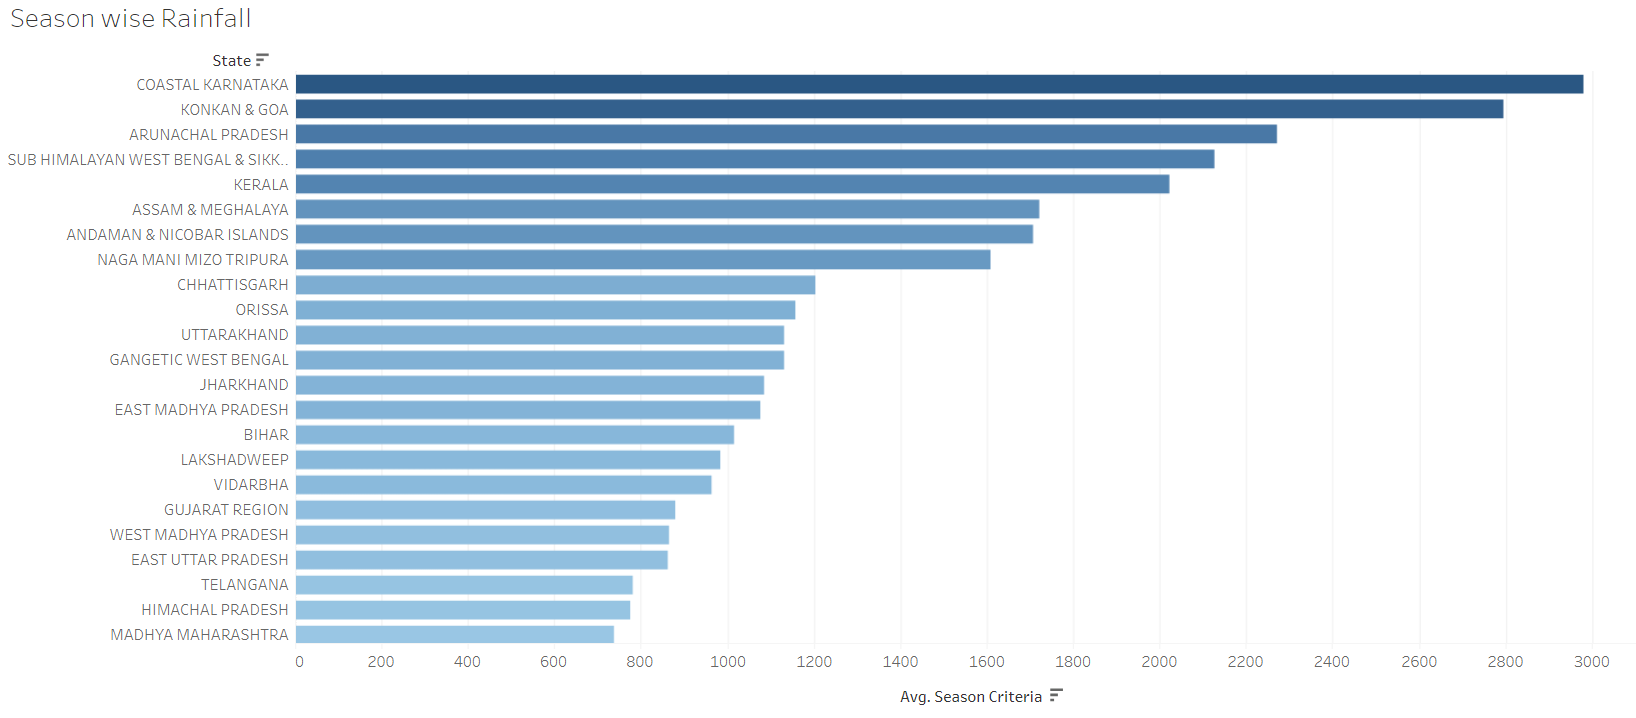 Season wise Rainfall
State
COASTAL KARNATAKA
KONKAN & GOA
ARUNACHAL PRADESH
SUB HIMALAYAN WEST BENGAL & SIKK..
KERALA
ASSAM & MEGHALAYA
ANDAMAN & NICOBAR ISLANDS
NAGA MANI MIZO TRIPURA
CHHATTISGARH
ORISSA
UTTARAKHAND
GANGETIC WEST BENGAL
JHARKHAND
EAST MADHYA PRADESH
BIHAR
LAKSHADWEEP
VIDARBHA
GUJARAT REGION
WEST MADHYA PRADESH
EAST UTTAR PRADESH
TELANGANA
HIMACHAL PRADESH
MADHYA MAHARASHTRA
0 200 400 600 800 1000 1200 1400 1600 1800 2000 2200 2400 2600 2800 3000
Avg. Season Criteria